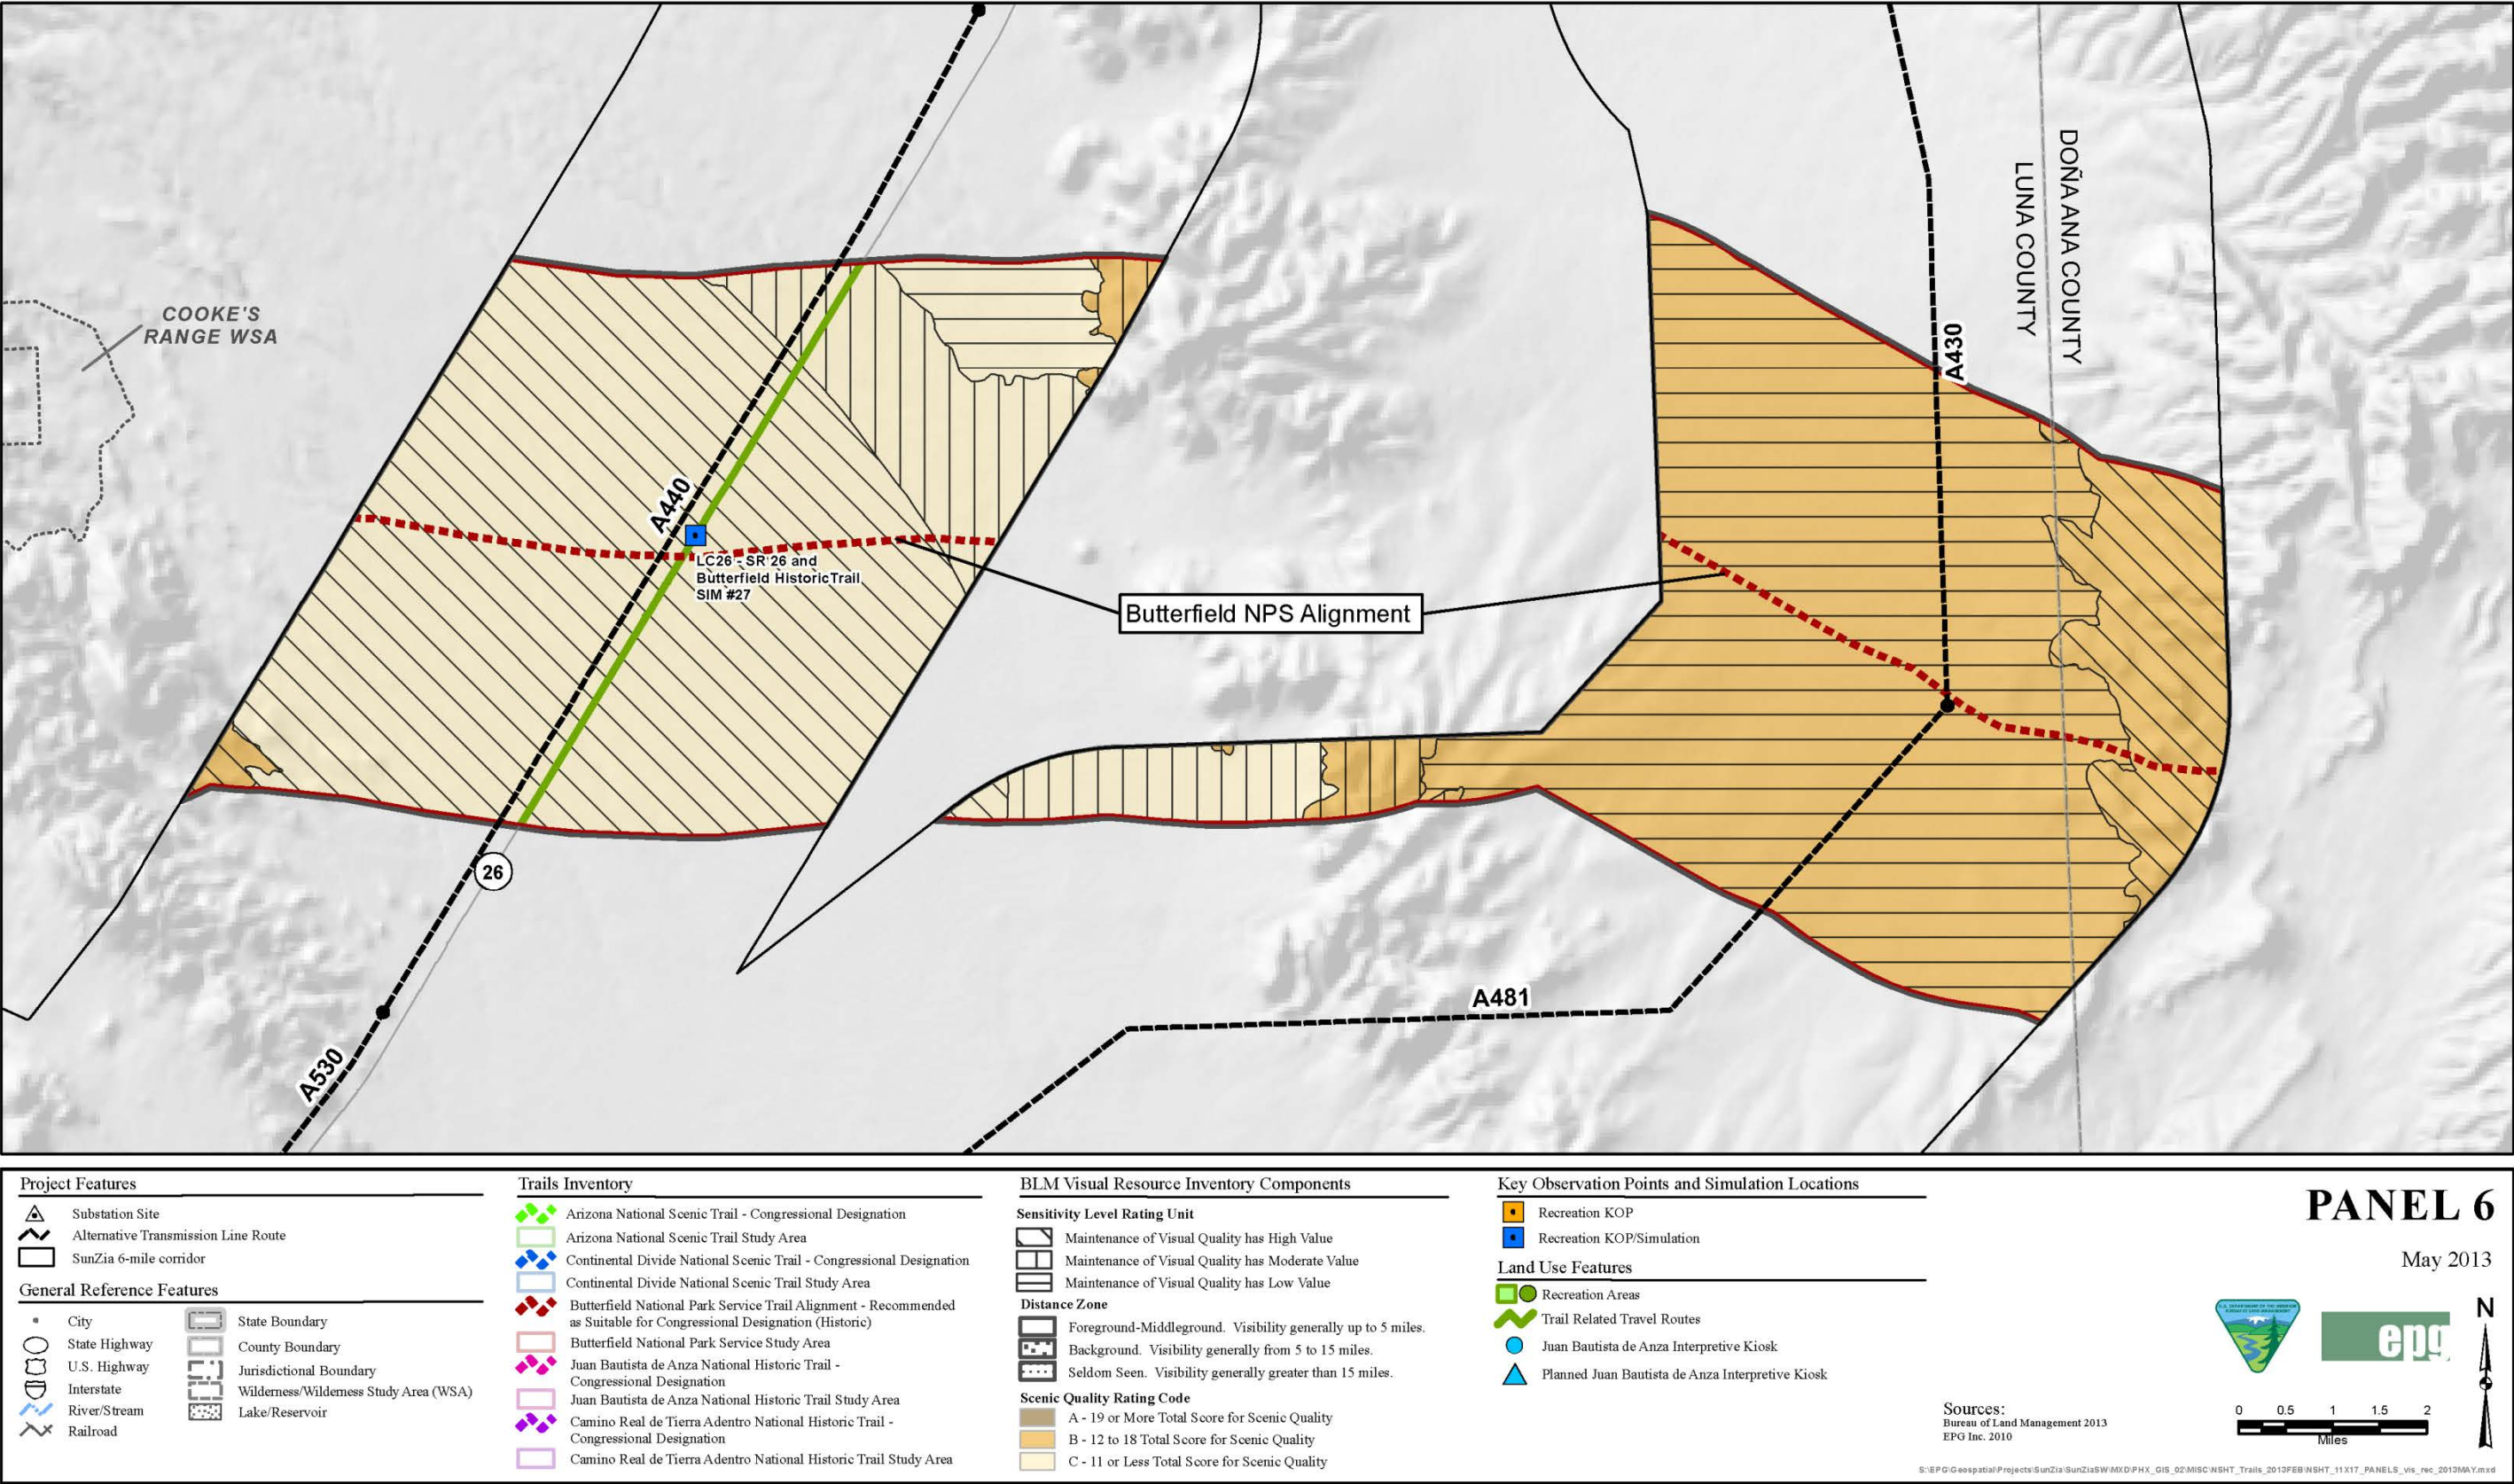 COOKE'S
RANGE WSA
A440
LC26 - SR 26 and
Butterfield HistoricTrail
SIM #27
26
A530
Butterfield NPS Alignment
A481
A430
LUNA COUNTY
DOÑA ANA COUNTY
Project Features
Substation Site
Alternative Transmission Line Route
SunZia 6-mile corridor
General Reference Features
City
State Highway
U.S. Highway
Interstate
River/Stream
Railroad
State Boundary
County Boundary
Jurisdictional Boundary
Wilderness/Wilderness Study Area (WSA)
Lake/Reservoir
Trails Inventory
Arizona National Scenic Trail - Congressional Designation
Arizona National Scenic Trail Study Area
Continental Divide National Scenic Trail - Congressional Designation
Continental Divide National Scenic Trail Study Area
Butterfield National Park Service Trail Alignment - Recommended
as Suitable for Congressional Designation (Historic)
Butterfield National Park Service Study Area
Juan Bautista de Anza National Historic Trail -
Congressional Designation
Juan Bautista de Anza National Historic Trail Study Area
Camino Real de Tierra Adentro National Historic Trail -
Congressional Designation
Camino Real de Tierra Adentro National Historic Trail Study Area
BLM Visual Resource Inventory Components
Sensitivity Level Rating Unit
Maintenance of Visual Quality has High Value
Maintenance of Visual Quality has Moderate Value
Maintenance of Visual Quality has Low Value
Distance Zone
Foreground-Middleground. Visibility generally up to 5 miles.
Background. Visibility generally from 5 to 15 miles.
Seldom Seen. Visibility generally greater than 15 miles.
Scenic Quality Rating Code
A - 19 or More Total Score for Scenic Quality
B - 12 to 18 Total Score for Scenic Quality
C - 11 or Less Total Score for Scenic Quality
Key Observation Points and Simulation Locations
Recreation KOP
Recreation KOP/Simulation
Land Use Features
Recreation Areas
Trail Related Travel Routes
Juan Bautista de Anza Interpretive Kiosk
Planned Juan Bautista de Anza Interpretive Kiosk
PANEL 6
May 2013
epg
N
Sources:
Bureau of Land Management 2013
EPG Inc. 2010
0 0.5 1 1.5 2
Miles
S:\EPG\Geospatial\Projects\SunZia\SunZiaSW\MXD\PHX_GIS_02\MISC\NSHT_Trails_2013FEB\NSHT_11X17_PANELS_vis_rec_2013MAY.mxd